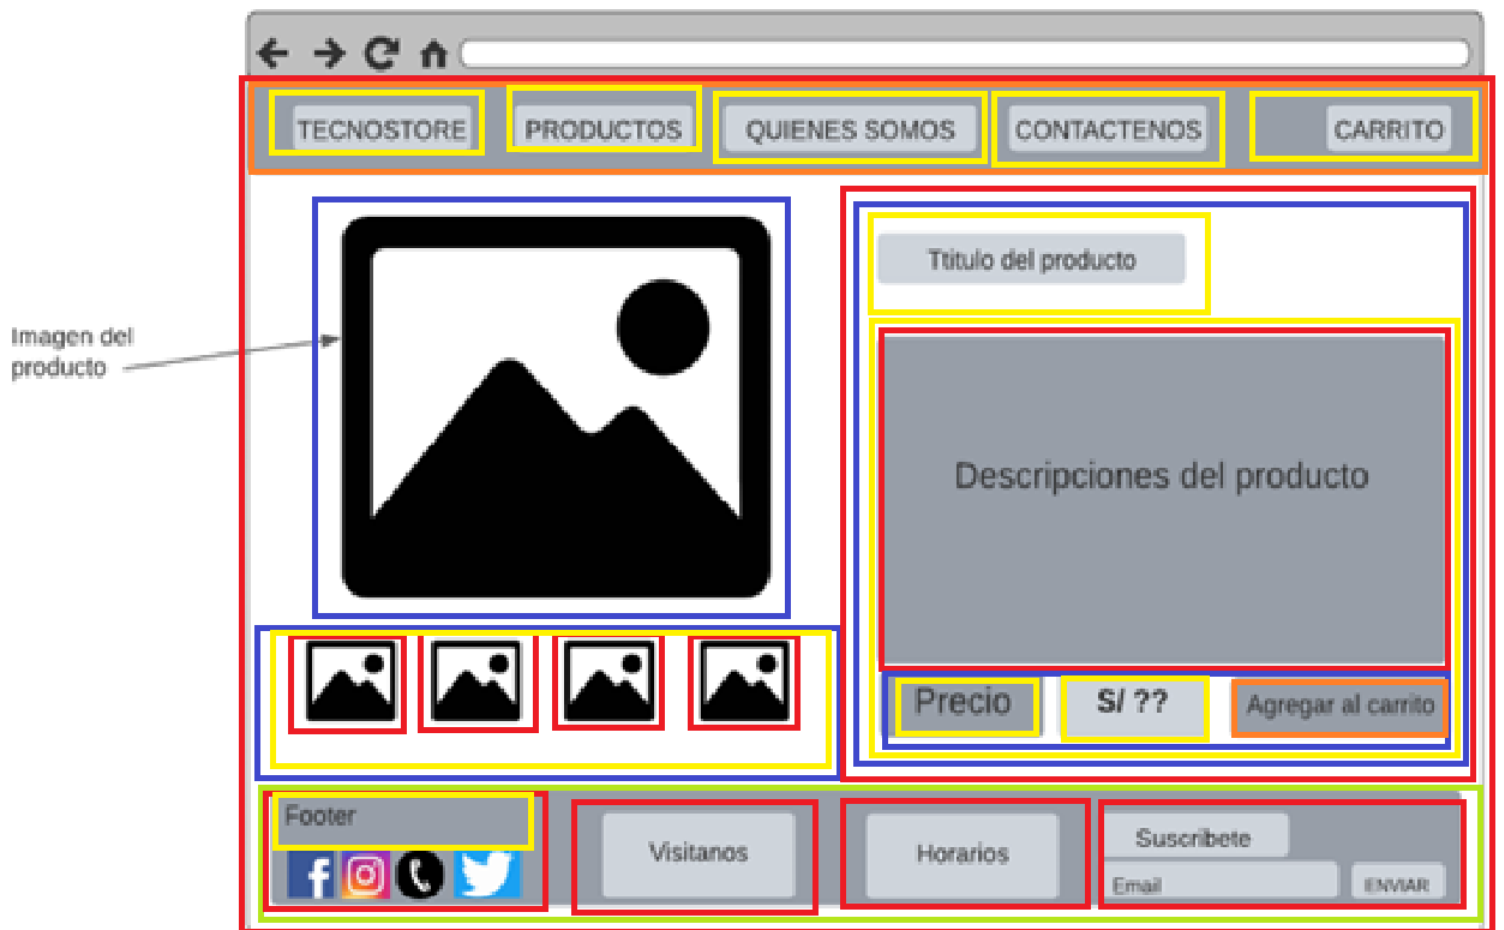 TECNOSTORE
PRODUCTOS
QUIENES SOMOS
CONTACTENOS
CARRITO
Imagen del
producto
Ttitulo del producto
Descripciones del producto
Precio
S/ ??
Agregar al carrito
Footer
Visitanos
Horarios
Suscribete
Email
ENVIAR